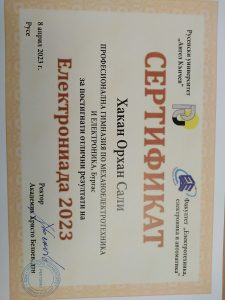 Русенски университет
„Ангел Кънчев“
Факултет „Електротехника,
електроника и автоматика“
СЕРТИФИКАТ
Хакан Орхан Сали
ПРОФЕСИОНАЛНА ГИМНАЗИЯ ПО МЕХАНОЕЛЕКТРОТЕХНИКА
И ЕЛЕКТРОНИКА, Бургас
за постигнати отлични резултати на
Електрониада 2023
8 април 2023 г.
Русе
Ректор
Академик Христо Белоев, дтн